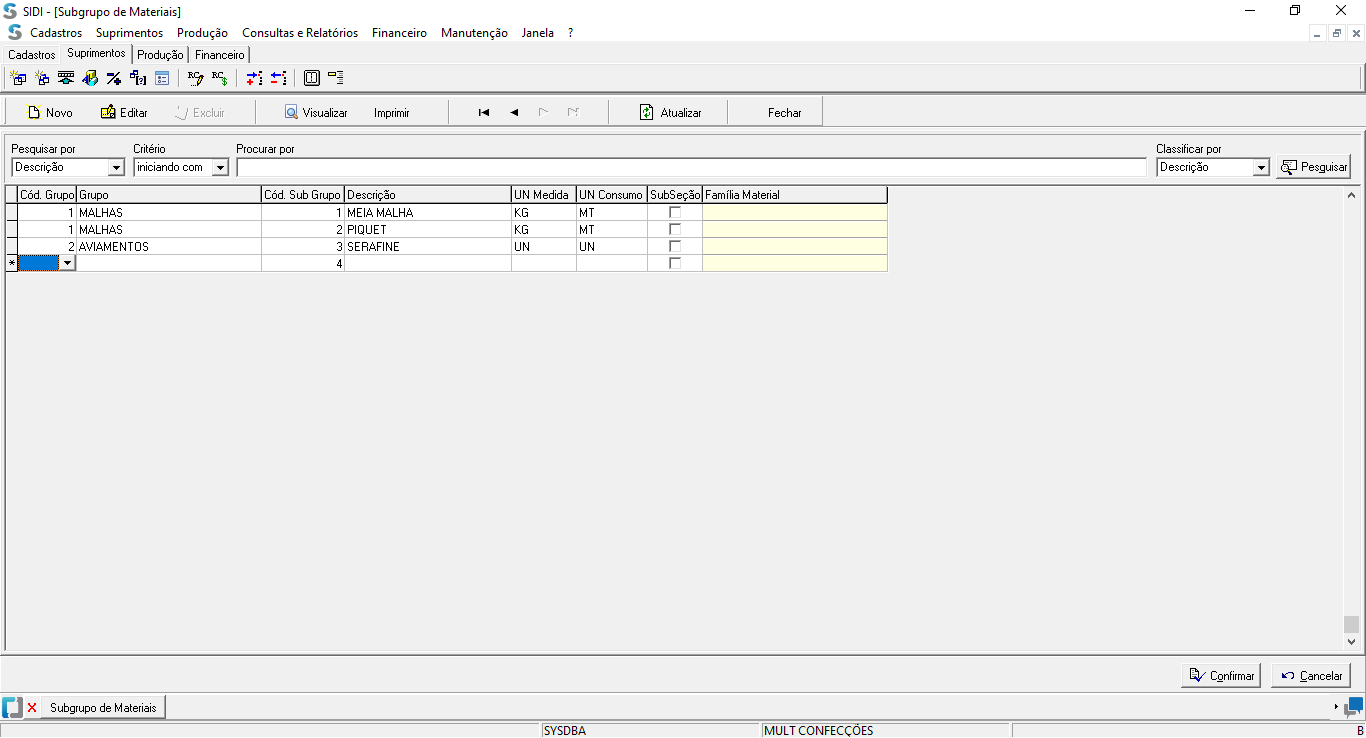 SIDI - [Subgrupo de Materiais]
Cadastros Suprimentos Produção Consultas e Relatórios Financeiro Manutenção Janela ?
Cadastros Suprimentos Produção Financeiro
Novo Editar Excluir Visualizar Imprimir Atualizar Fechar
Pesquisar por Critério Procurar por Classificar por
Descrição iniciando com Descrição Pesquisar
Cód. Grupo Grupo Cód. Sub Grupo Descrição UN Medida UN Consumo SubSeção Família Material
1 MALHAS 1 MEIA MALHA KG MT
1 MALHAS 2 PIQUET KG MT
2 AVIAMENTOS 3 SERAFINE UN UN
* 4
Confirmar Cancelar
Subgrupo de Materiais
SYSDBA MULT CONFECÇÕES B